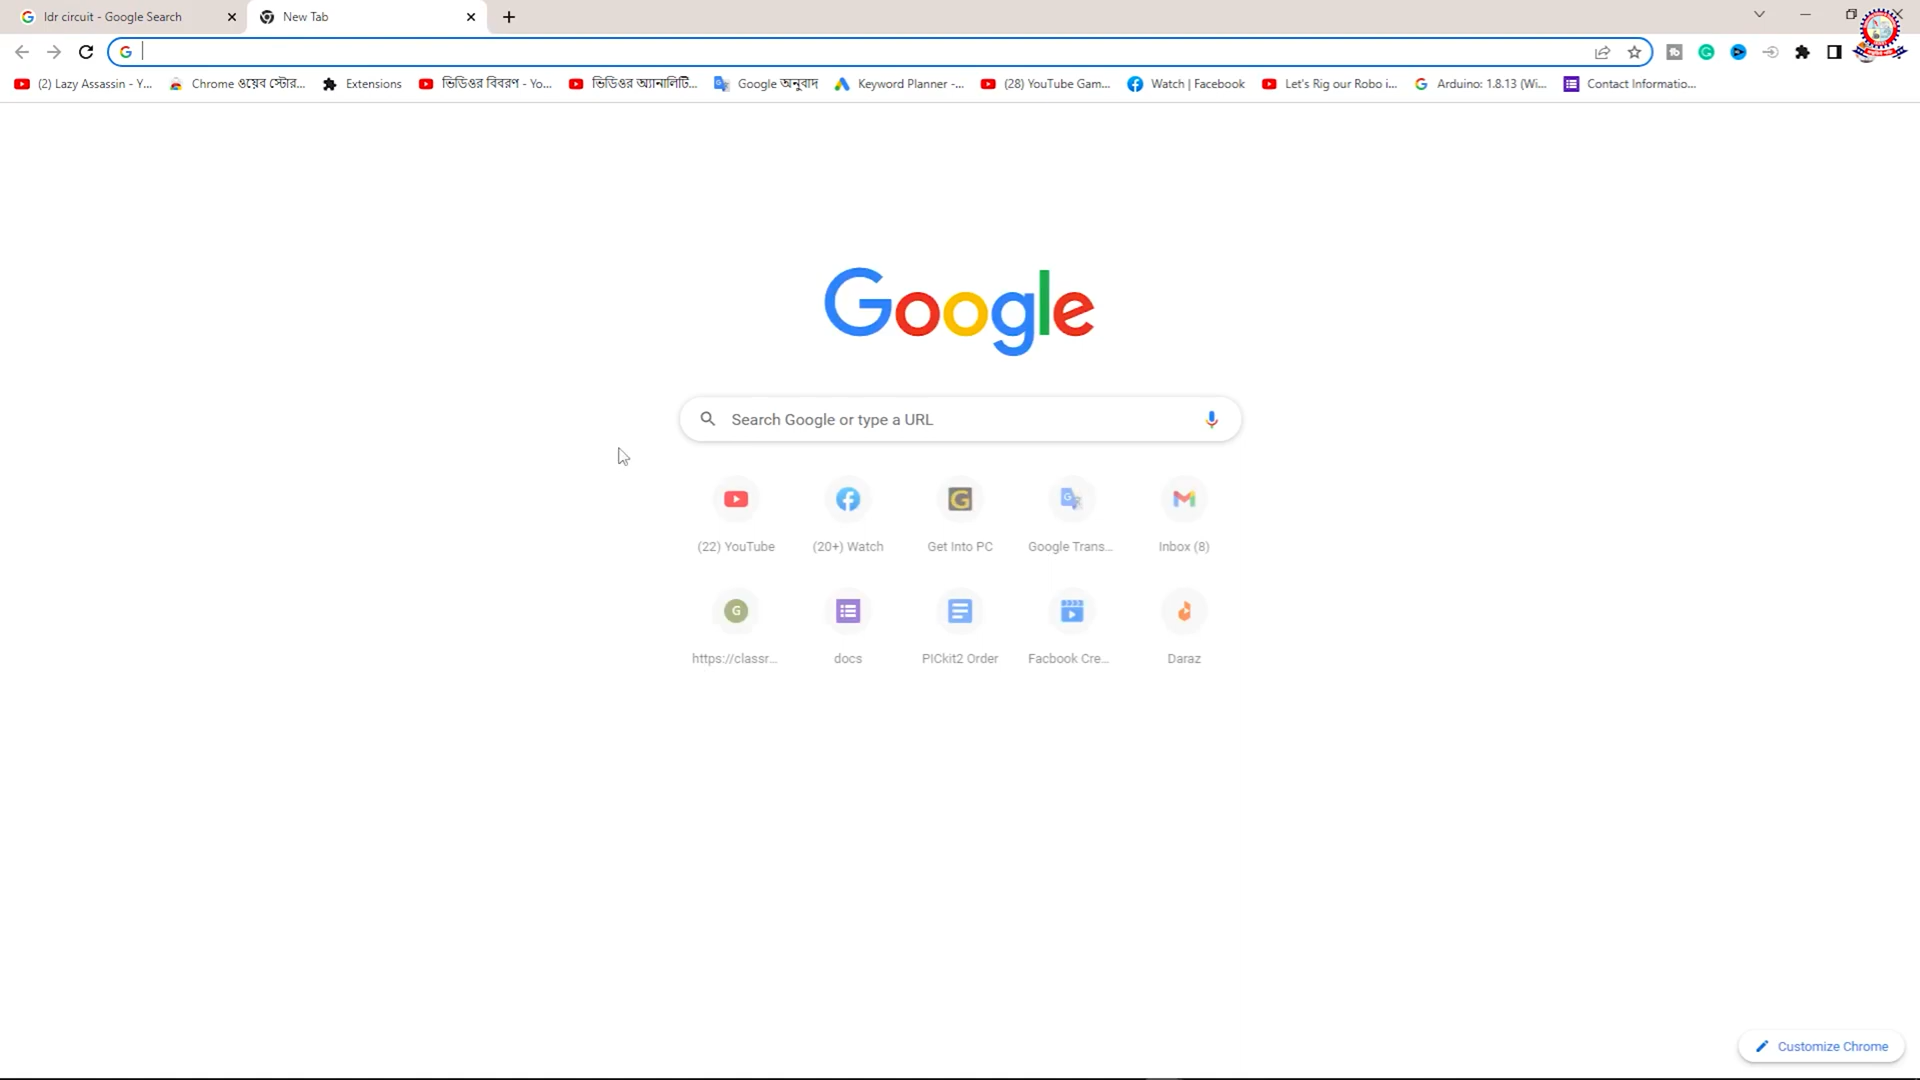 ldr circuit - Google Search
New Tab
(2) Lazy Assassin - Y...
Chrome ওয়েব স্টোর...
Extensions
ভিডিওর বিবরণ - Yo...
ভিডিওর অ্যানালিটি...
Google অনুবাদ
Keyword Planner -...
(28) YouTube Gam...
Watch | Facebook
Let's Rig our Robo i...
Arduino: 1.8.13 (Wi...
Contact Informatio...
Google
Search Google or type a URL
(22) YouTube
(20+) Watch
Get Into PC
Google Trans...
Inbox (8)
https://classr...
docs
PICkit2 Order
Facbook Cre...
Daraz
Customize Chrome